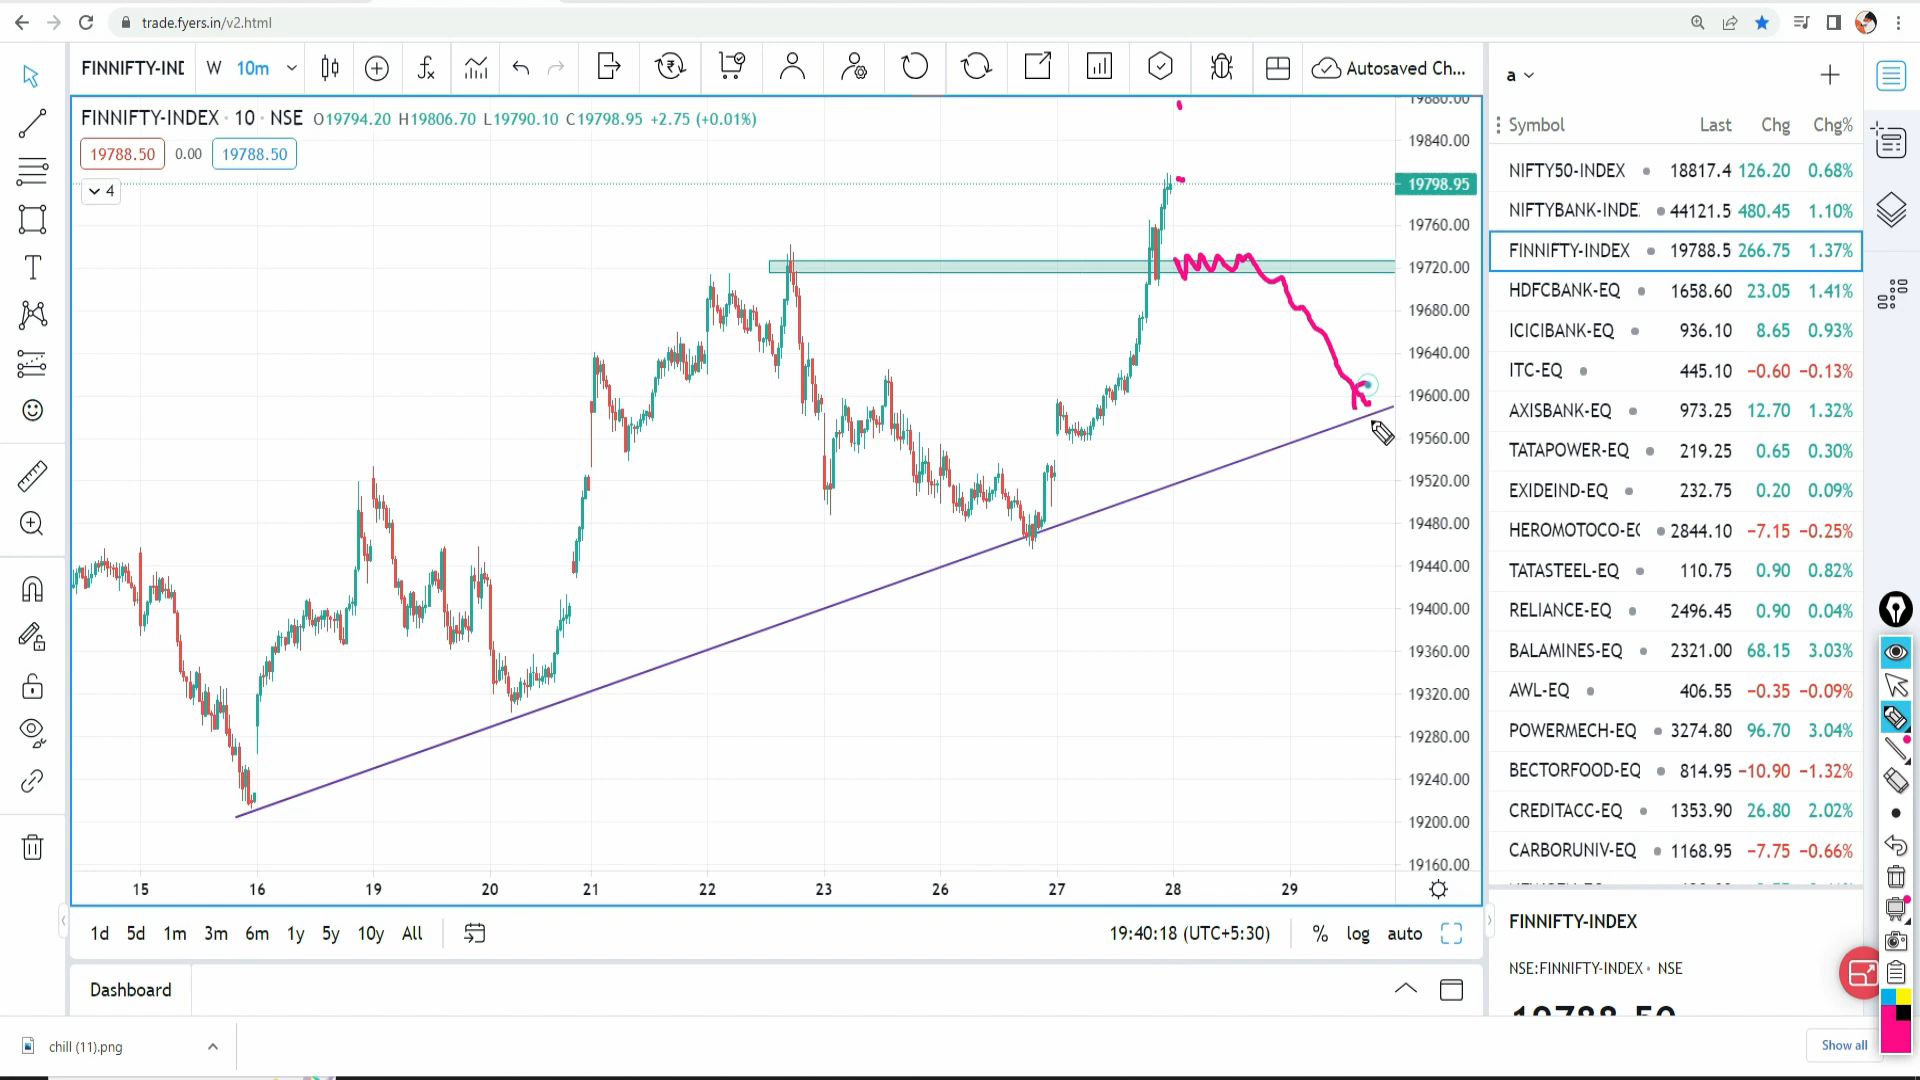 trade.fyers.in/v2.html
FINNIFTY-IND W 10m Autosaved Ch...
FINNIFTY-INDEX · 10 · NSE O19794.20 H19806.70 L19790.10 C19798.95 +2.75 (+0.01%)
19788.50 0.00 19788.50
4
19880.00
19840.00
19798.95
19760.00
19720.00
19680.00
19640.00
19600.00
19560.00
19520.00
19480.00
19440.00
19400.00
19360.00
19320.00
19280.00
19240.00
19200.00
19160.00
15 16 19 20 21 22 23 26 27 28 29
1d 5d 1m 3m 6m 1y 5y 10y All 19:40:18 (UTC+5:30) % log auto
Dashboard
chill (11).png
a
Symbol Last Chg Chg%
NIFTY50-INDEX 18817.4 126.20 0.68%
NIFTYBANK-INDE 44121.5 480.45 1.10%
FINNIFTY-INDEX 19788.5 266.75 1.37%
HDFCBANK-EQ 1658.60 23.05 1.41%
ICICIBANK-EQ 936.10 8.65 0.93%
ITC-EQ 445.10 −0.60 −0.13%
AXISBANK-EQ 973.25 12.70 1.32%
TATAPOWER-EQ 219.25 0.65 0.30%
EXIDEIND-EQ 232.75 0.20 0.09%
HEROMOTOCO-EQ 2844.10 −7.15 −0.25%
TATASTEEL-EQ 110.75 0.90 0.82%
RELIANCE-EQ 2496.45 0.90 0.04%
BALAMINES-EQ 2321.00 68.15 3.03%
AWL-EQ 406.55 −0.35 −0.09%
POWERMECH-EQ 3274.80 96.70 3.04%
BECTORFOOD-EQ 814.95 −10.90 −1.32%
CREDITACC-EQ 1353.90 26.80 2.02%
CARBORUNIV-EQ 1168.95 −7.75 −0.66%
FINNIFTY-INDEX
NSE:FINNIFTY-INDEX · NSE
19788.50
Show all